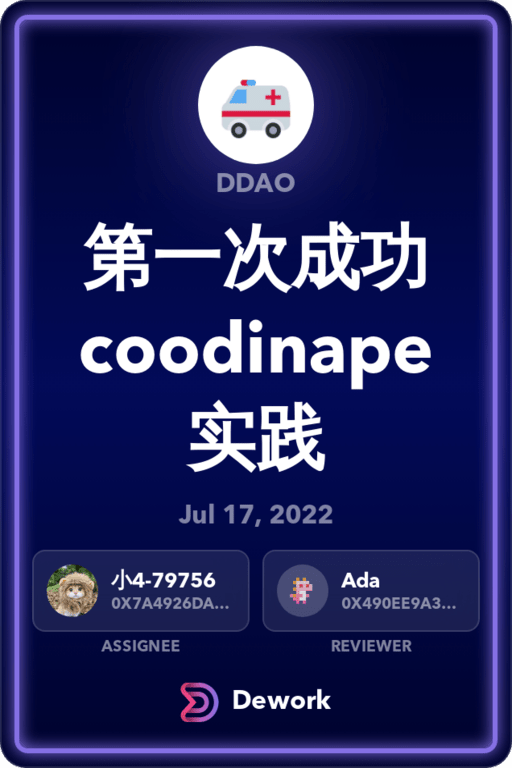 DDAO
第一次成功
coodinape
实践
Jul 17, 2022
小4-79756
0X7A4926DA...
ASSIGNEE
Ada
0X490EE9A3...
REVIEWER
Dework